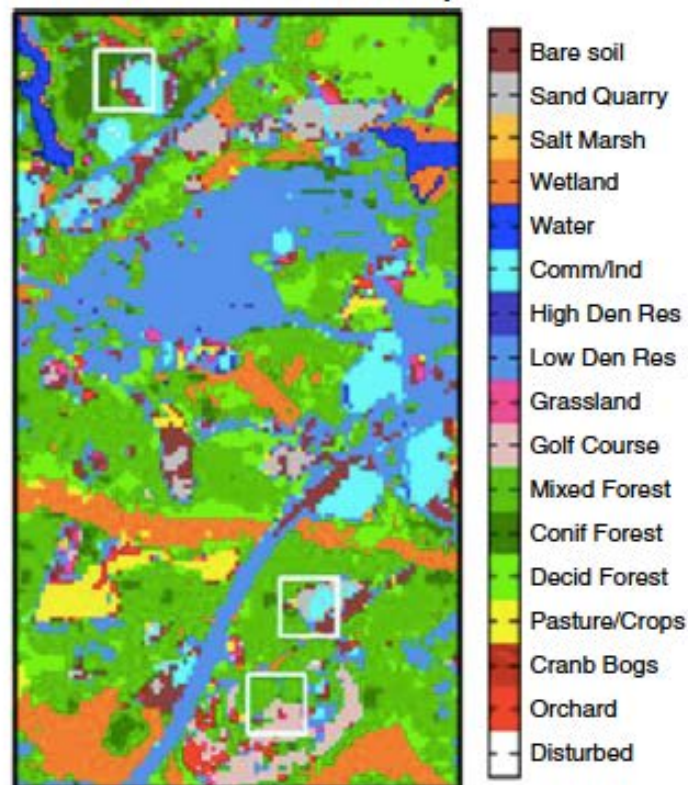 Bare soil
Sand Quarry
Salt Marsh
Wetland
Water
Comm/Ind
High Den Res
Low Den Res
Grassland
Golf Course
Mixed Forest
Conif Forest
Decid Forest
Pasture/Crops
Cranb Bogs
Orchard
Disturbed